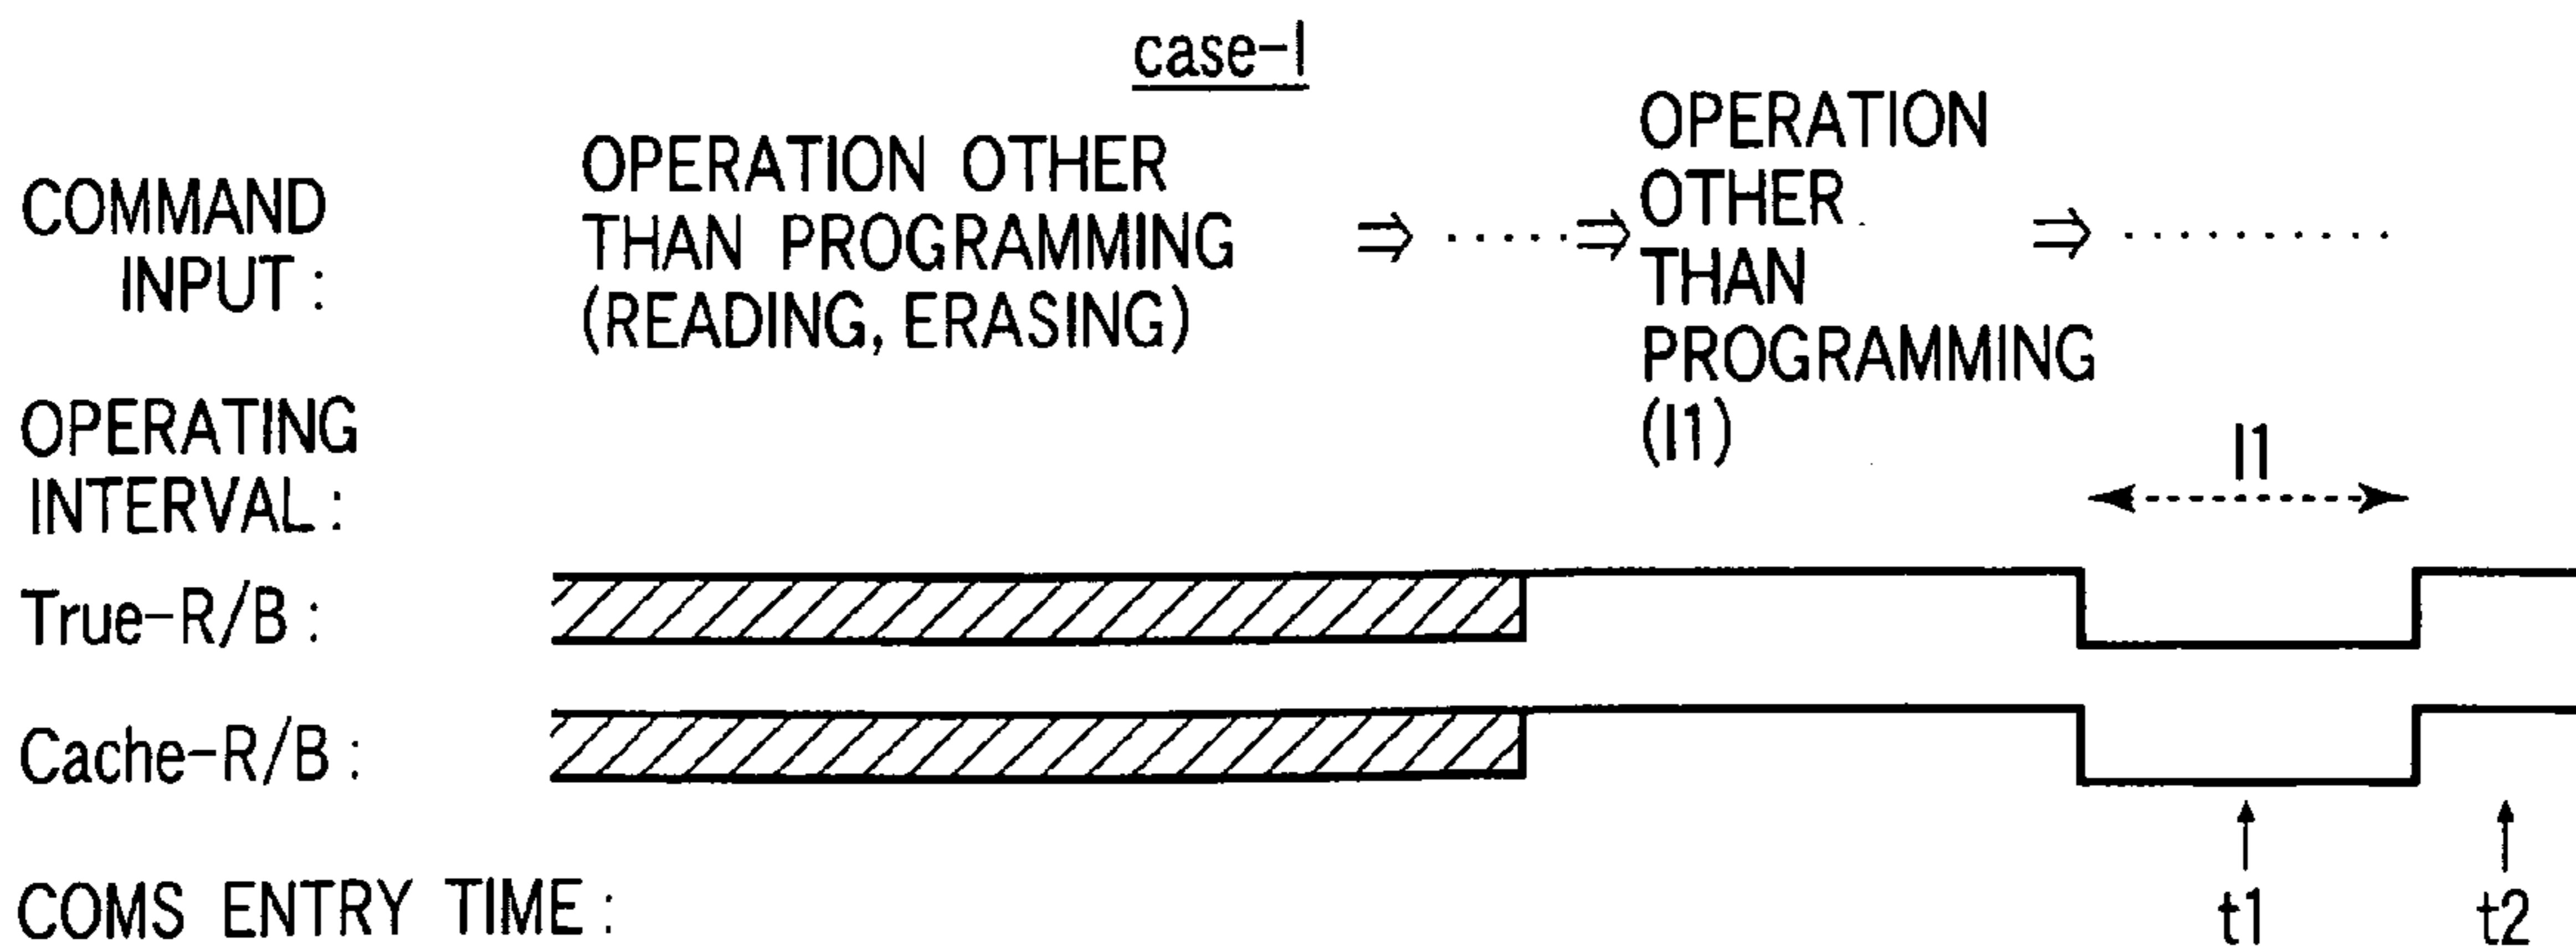 case-I
COMMAND
INPUT :
OPERATION OTHER
THAN PROGRAMMING
(READING, ERASING)
⇒ ·····⇒
OPERATION
OTHER
THAN
PROGRAMMING
(I1)
⇒ ··········
OPERATING
INTERVAL :
I1
True-R/B :
Cache-R/B :
COMS ENTRY TIME :
t1
t2